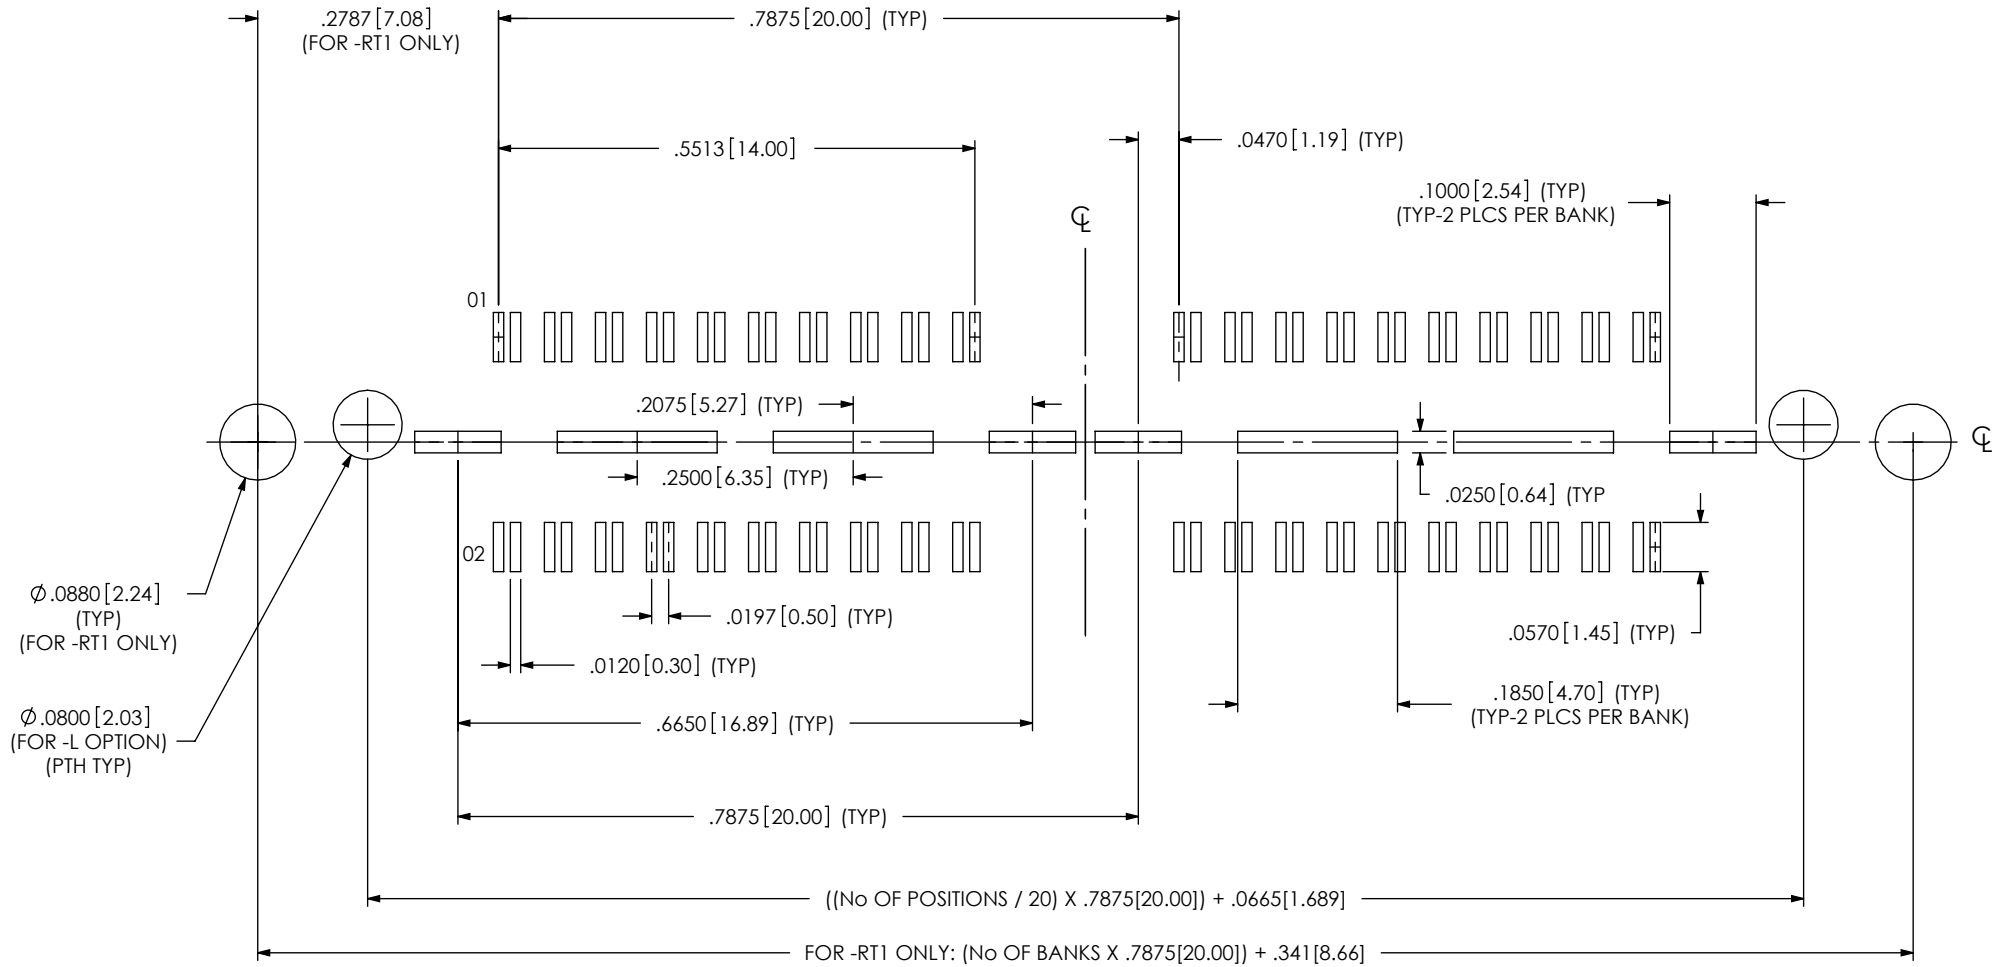 .2787[7.08]
(FOR -RT1 ONLY)
.7875[20.00] (TYP)
.5513[14.00]
.0470[1.19] (TYP)
.1000[2.54] (TYP)
(TYP-2 PLCS PER BANK)
℄
01
.2075[5.27] (TYP)
℄
.2500[6.35] (TYP)
.0250[0.64] (TYP
02
Ø.0880[2.24]
(TYP)
(FOR -RT1 ONLY)
.0197[0.50] (TYP)
.0570[1.45] (TYP)
.0120[0.30] (TYP)
.1850[4.70] (TYP)
(TYP-2 PLCS PER BANK)
Ø.0800[2.03]
(FOR -L OPTION)
(PTH TYP)
.6650[16.89] (TYP)
.7875[20.00] (TYP)
((No OF POSITIONS / 20) X .7875[20.00]) + .0665[1.689]
FOR -RT1 ONLY: (No OF BANKS X .7875[20.00]) + .341[8.66]